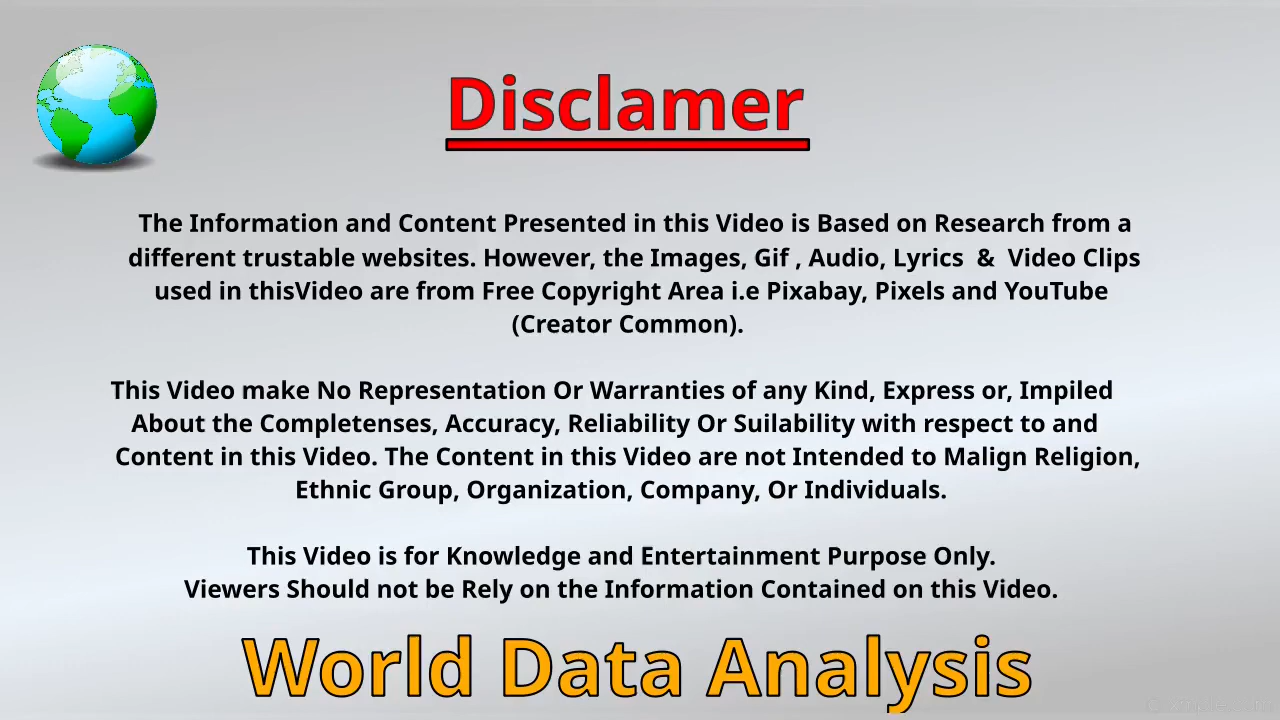 Disclamer
The Information and Content Presented in this Video is Based on Research from a
different trustable websites. However, the Images, Gif , Audio, Lyrics & Video Clips
used in thisVideo are from Free Copyright Area i.e Pixabay, Pixels and YouTube
(Creator Common).
This Video make No Representation Or Warranties of any Kind, Express or, Impiled
About the Completenses, Accuracy, Reliability Or Suilability with respect to and
Content in this Video. The Content in this Video are not Intended to Malign Religion,
Ethnic Group, Organization, Company, Or Individuals.
This Video is for Knowledge and Entertainment Purpose Only.
Viewers Should not be Rely on the Information Contained on this Video.
World Data Analysis